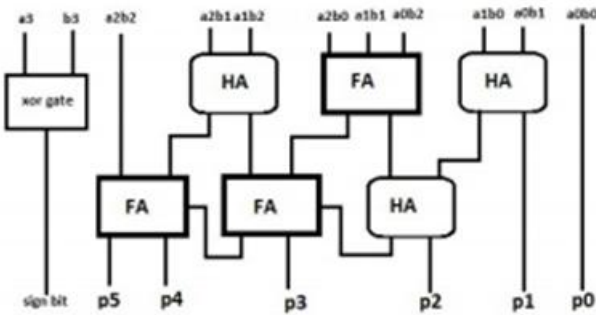 a3 b3 a2b2 a2b1 a1b2 a2b0 a1b1 a0b2 a1b0 a0b1 a0b0
xor gate HA FA HA
FA FA HA
sign bit p5 p4 p3 p2 p1 p0